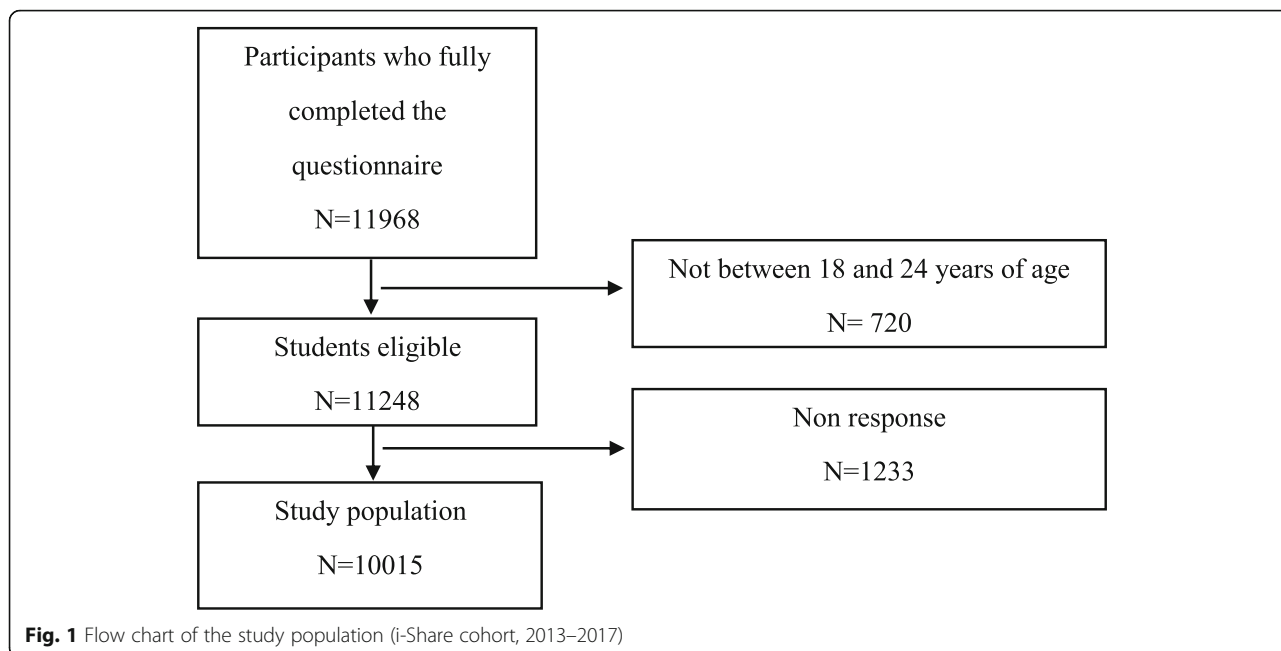 Participants who fully
completed the
questionnaire
N=11968
Not between 18 and 24 years of age
N= 720
Students eligible
N=11248
Non response
N=1233
Study population
N=10015
Fig. 1 Flow chart of the study population (i-Share cohort, 2013–2017)